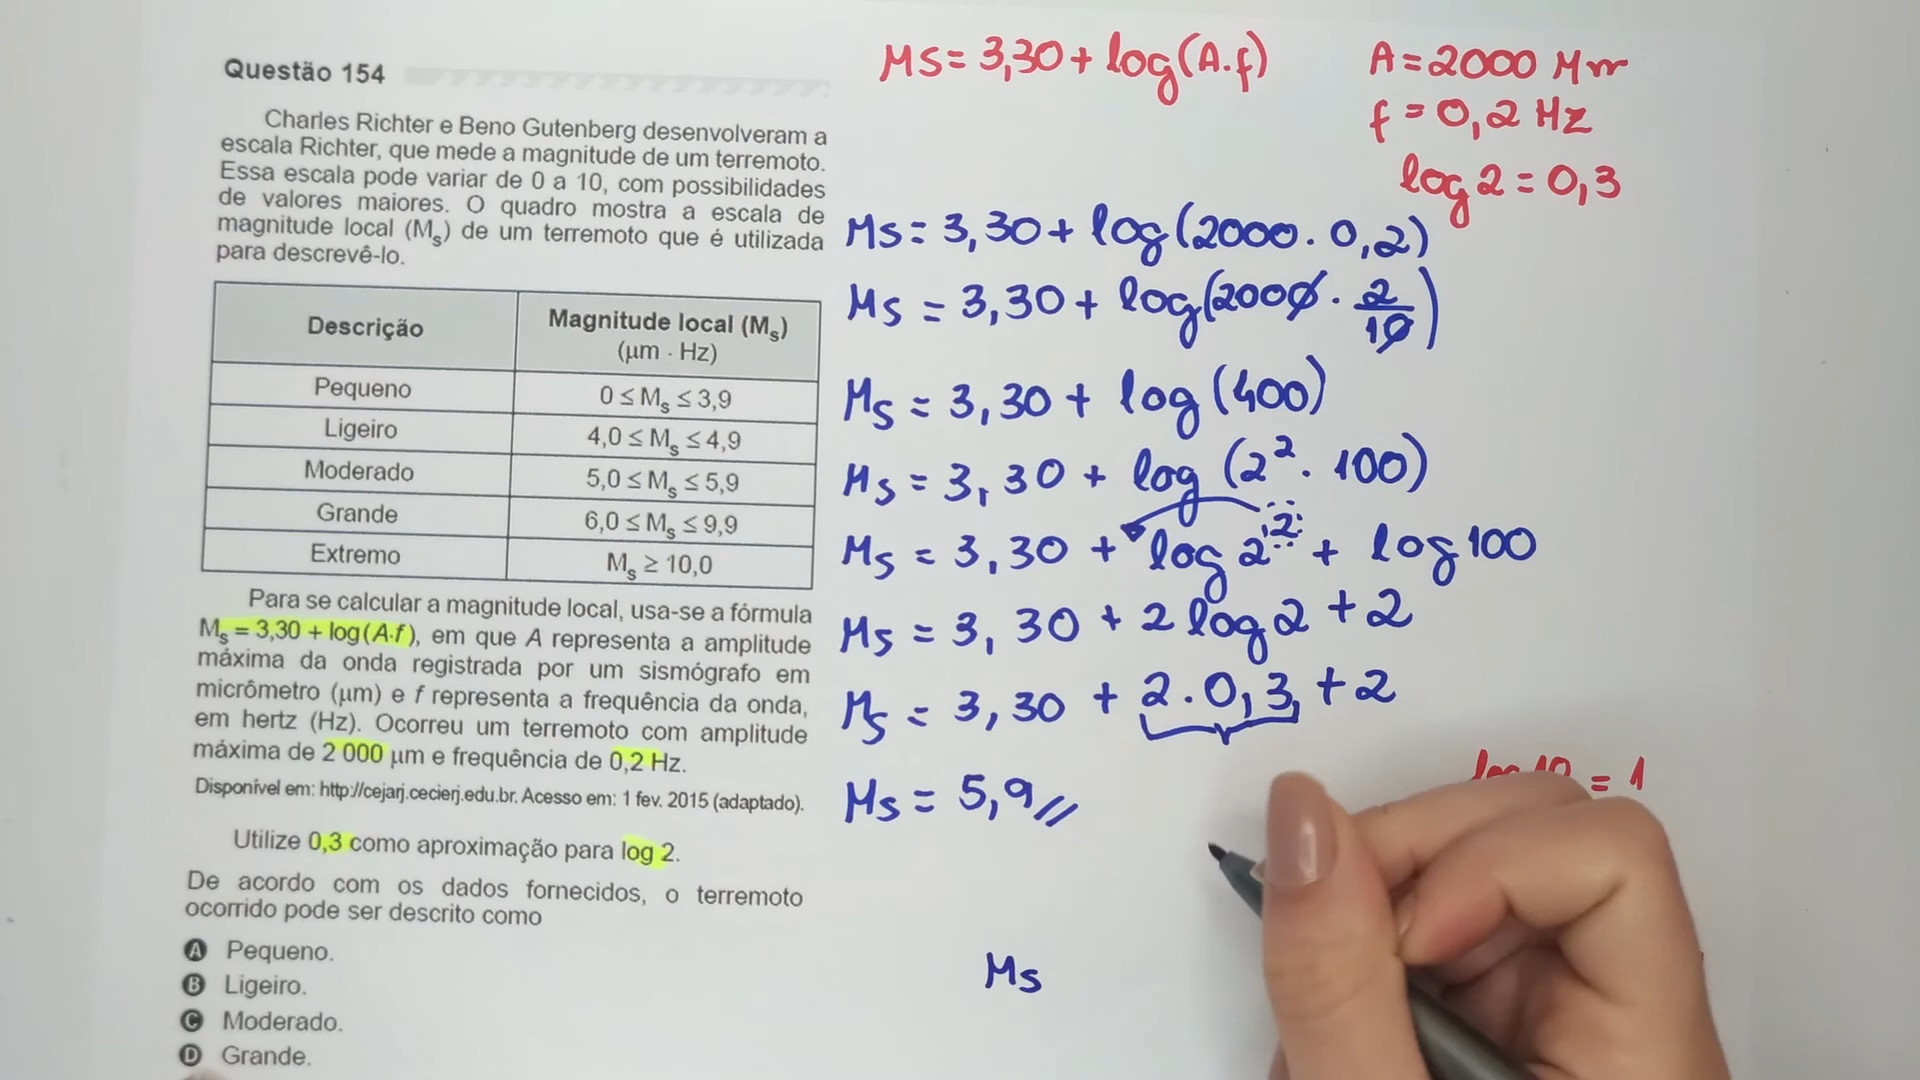 Questão 154
Charles Richter e Beno Gutenberg desenvolveram a
escala Richter, que mede a magnitude de um terremoto.
Essa escala pode variar de 0 a 10, com possibilidades
de valores maiores. O quadro mostra a escala de
magnitude local (Ms) de um terremoto que é utilizada
para descrevê-lo.
Descrição
Magnitude local (Ms)
(μm · Hz)
Pequeno
0 ≤ Ms ≤ 3,9
Ligeiro
4,0 ≤ Ms ≤ 4,9
Moderado
5,0 ≤ Ms ≤ 5,9
Grande
6,0 ≤ Ms ≤ 9,9
Extremo
Ms ≥ 10,0
Para se calcular a magnitude local, usa-se a fórmula
Ms = 3,30 + log(A·f), em que A representa a amplitude
máxima da onda registrada por um sismógrafo em
micrômetro (μm) e f representa a frequência da onda,
em hertz (Hz). Ocorreu um terremoto com amplitude
máxima de 2 000 μm e frequência de 0,2 Hz.
Disponível em: http://cejarj.cecierj.edu.br. Acesso em: 1 fev. 2015 (adaptado).
Utilize 0,3 como aproximação para log 2.
De acordo com os dados fornecidos, o terremoto
ocorrido pode ser descrito como
A Pequeno.
B Ligeiro.
C Moderado.
D Grande.
Ms = 3,30 + log(A.f)
A = 2000 Mm
f = 0,2 Hz
log 2 = 0,3
Ms = 3,30 + log(2000 . 0,2)
Ms = 3,30 + log(2000 . 2/10)
Ms = 3,30 + log (400)
Ms = 3,30 + log (2² . 100)
Ms = 3,30 + log 2² + log 100
Ms = 3,30 + 2 log 2 + 2
Ms = 3,30 + 2 . 0,3 + 2
Ms = 5,9
log 10 = 1
Ms